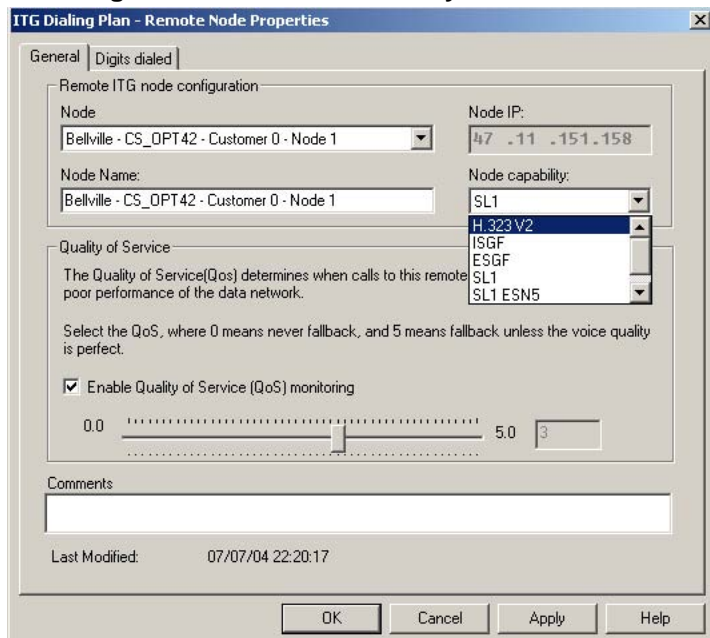 ITG Dialing Plan - Remote Node Properties
General
Digits dialed
Remote ITG node configuration
Node
Node IP:
Bellville - CS_OPT42 - Customer 0 - Node 1
47 .11 .151.158
Node Name:
Node capability:
Bellville - CS_OPT42 - Customer 0 - Node 1
SL1
H.323 V2
ISGF
ESGF
SL1
SL1 ESN5
Quality of Service
The Quality of Service(Qos) determines when calls to this remote
poor performance of the data network.
Select the QoS, where 0 means never fallback, and 5 means fallback unless the voice quality
is perfect.
Enable Quality of Service (QoS) monitoring
0.0
5.0
3
Comments
Last Modified:
07/07/04 22:20:17
OK
Cancel
Apply
Help